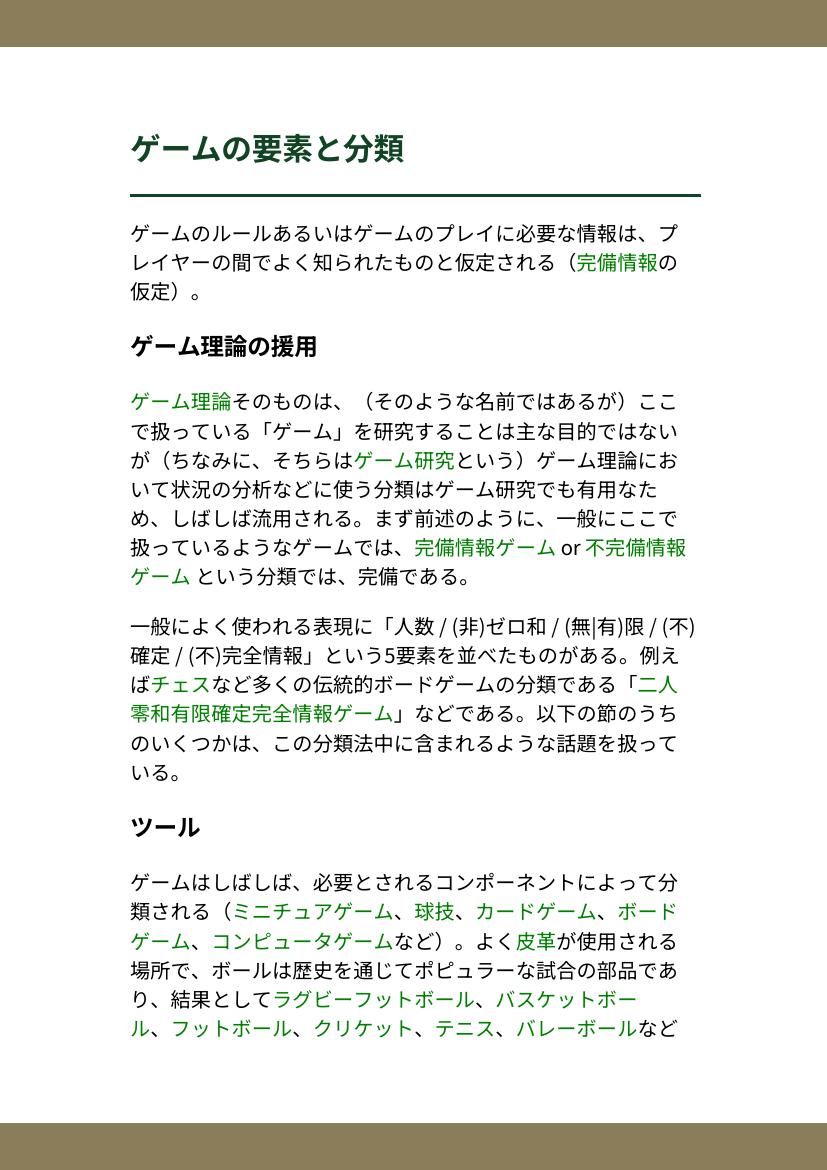 ゲームの要素と分類
ゲームのルールあるいはゲームのプレイに必要な情報は、プ
レイヤーの間でよく知られたものと仮定される（完備情報の
仮定）。
ゲーム理論の援用
ゲーム理論そのものは、（そのような名前ではあるが）ここ
で扱っている「ゲーム」を研究することは主な目的ではない
が（ちなみに、そちらはゲーム研究という）ゲーム理論にお
いて状況の分析などに使う分類はゲーム研究でも有用なた
め、しばしば流用される。まず前述のように、一般にここで
扱っているようなゲームでは、完備情報ゲーム or 不完備情報
ゲーム という分類では、完備である。
一般によく使われる表現に「人数 / (非)ゼロ和 / (無|有)限 / (不)
確定 / (不)完全情報」という5要素を並べたものがある。例え
ばチェスなど多くの伝統的ボードゲームの分類である「二人
零和有限確定完全情報ゲーム」などである。以下の節のうち
のいくつかは、この分類法中に含まれるような話題を扱って
いる。
ツール
ゲームはしばしば、必要とされるコンポーネントによって分
類される（ミニチュアゲーム、球技、カードゲーム、ボード
ゲーム、コンピュータゲームなど）。よく皮革が使用される
場所で、ボールは歴史を通じてポピュラーな試合の部品であ
り、結果としてラグビーフットボール、バスケットボー
ル、フットボール、クリケット、テニス、バレーボールなど